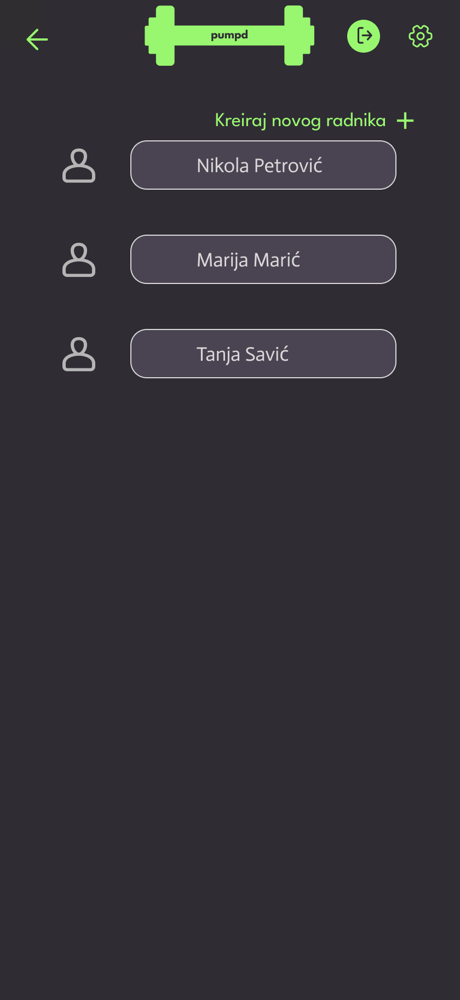 pumpd
Kreiraj novog radnika +
Nikola Petrović
Marija Marić
Tanja Savić